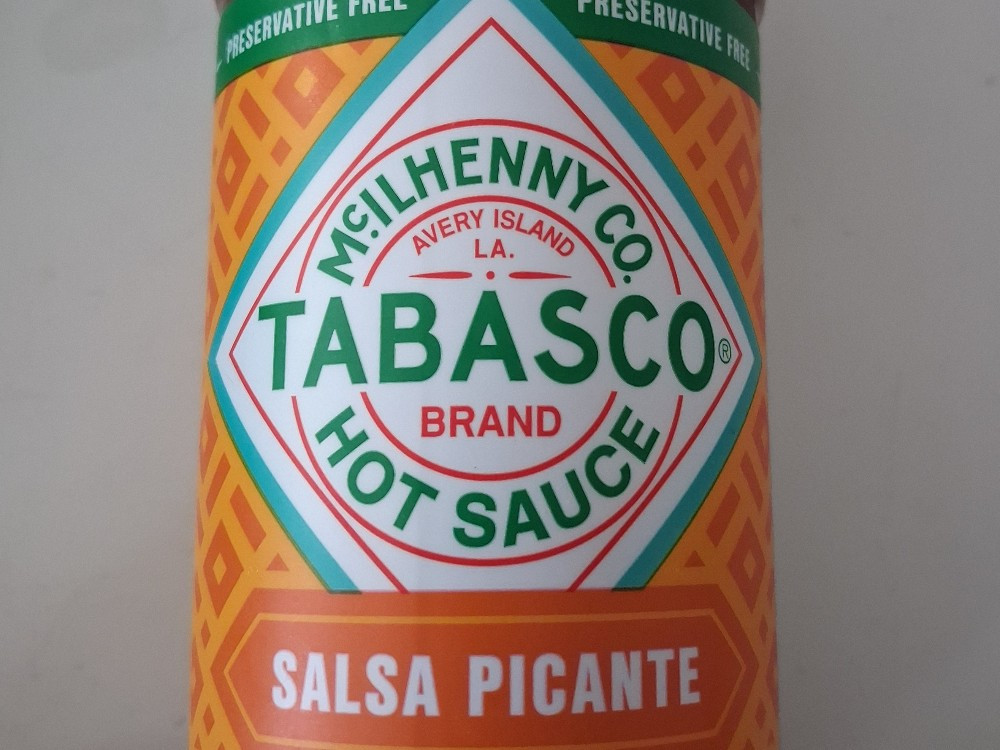 PRESERVATIVE FREE
PRESERVATIVE FREE
McILHENNY CO.
AVERY ISLAND
LA.
TABASCO®
BRAND
HOT SAUCE
SALSA PICANTE